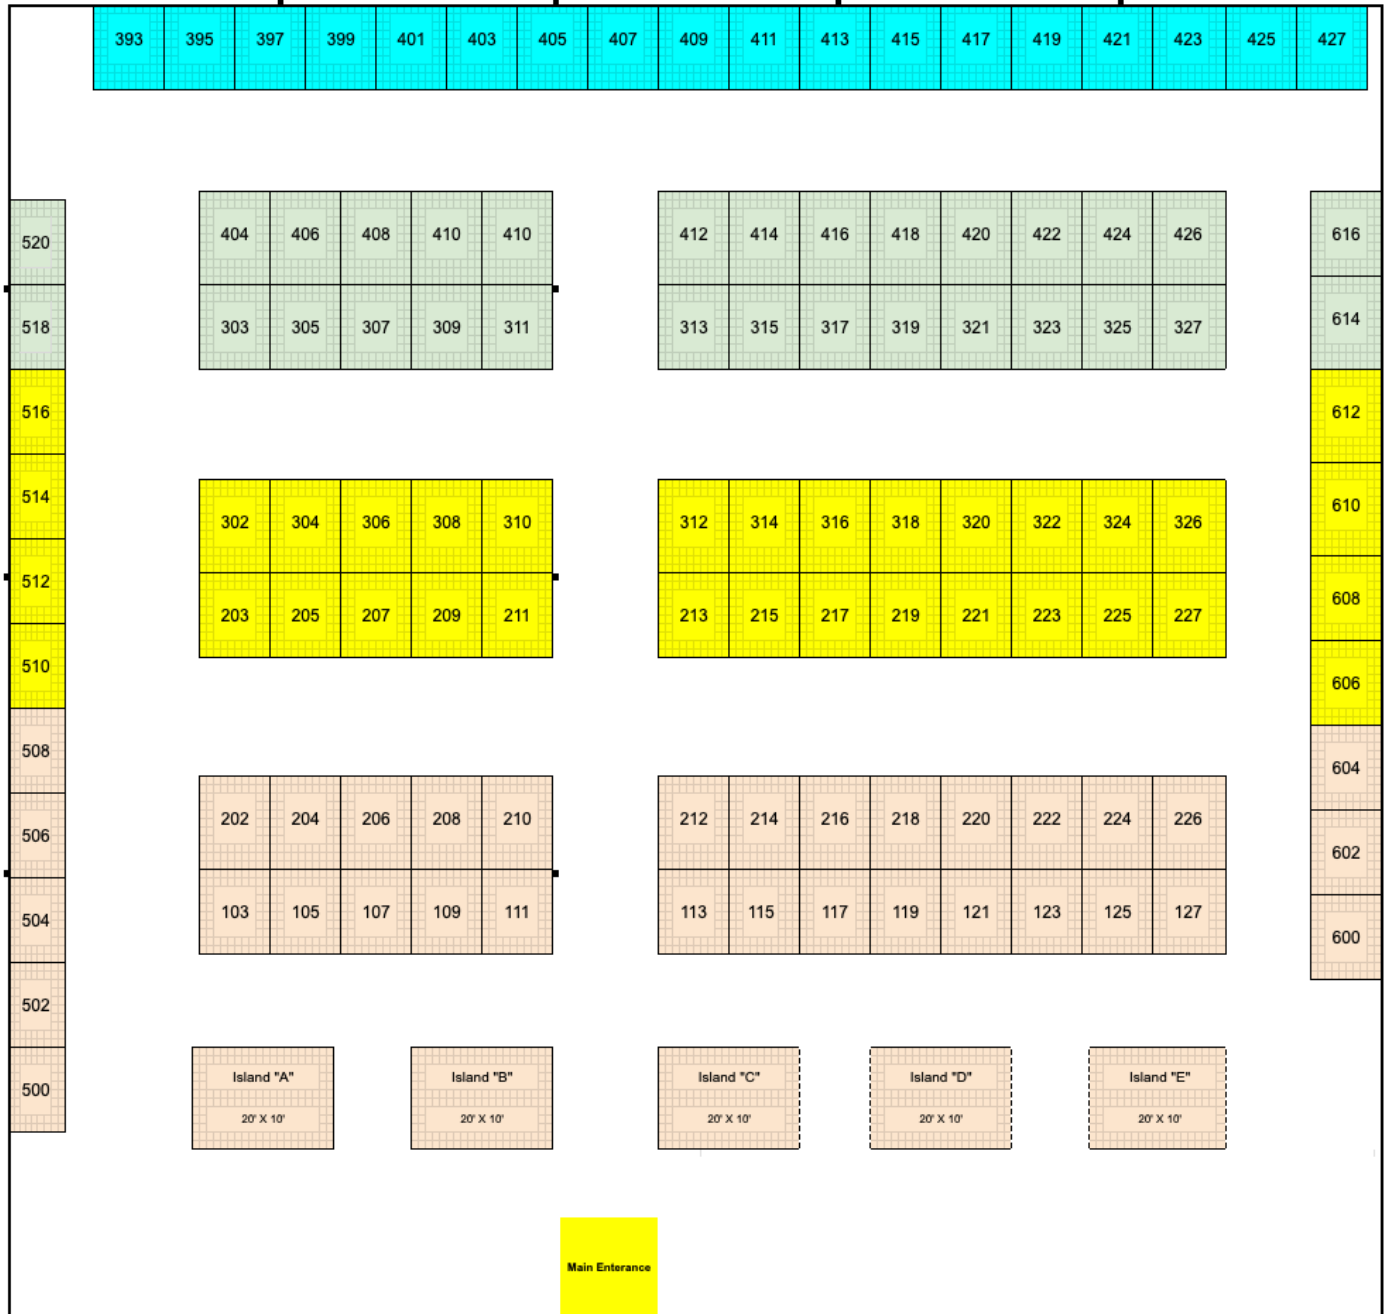 393 395 397 399 401 403 405 407 409 411 413 415 417 419 421 423 425 427
404 406 408 410 410 412 414 416 418 420 422 424 426 616
520
303 305 307 309 311 313 315 317 319 321 323 325 327 614
518
516 612
514 610
302 304 306 308 310 312 314 316 318 320 322 324 326
512 608
203 205 207 209 211 213 215 217 219 221 223 225 227
510 606
508 604
202 204 206 208 210 212 214 216 218 220 222 224 226
506 602
103 105 107 109 111 113 115 117 119 121 123 125 127
504 600
502
Island "A" Island "B" Island "C" Island "D" Island "E"
500
20' X 10' 20' X 10' 20' X 10' 20' X 10' 20' X 10'
Main Enterance